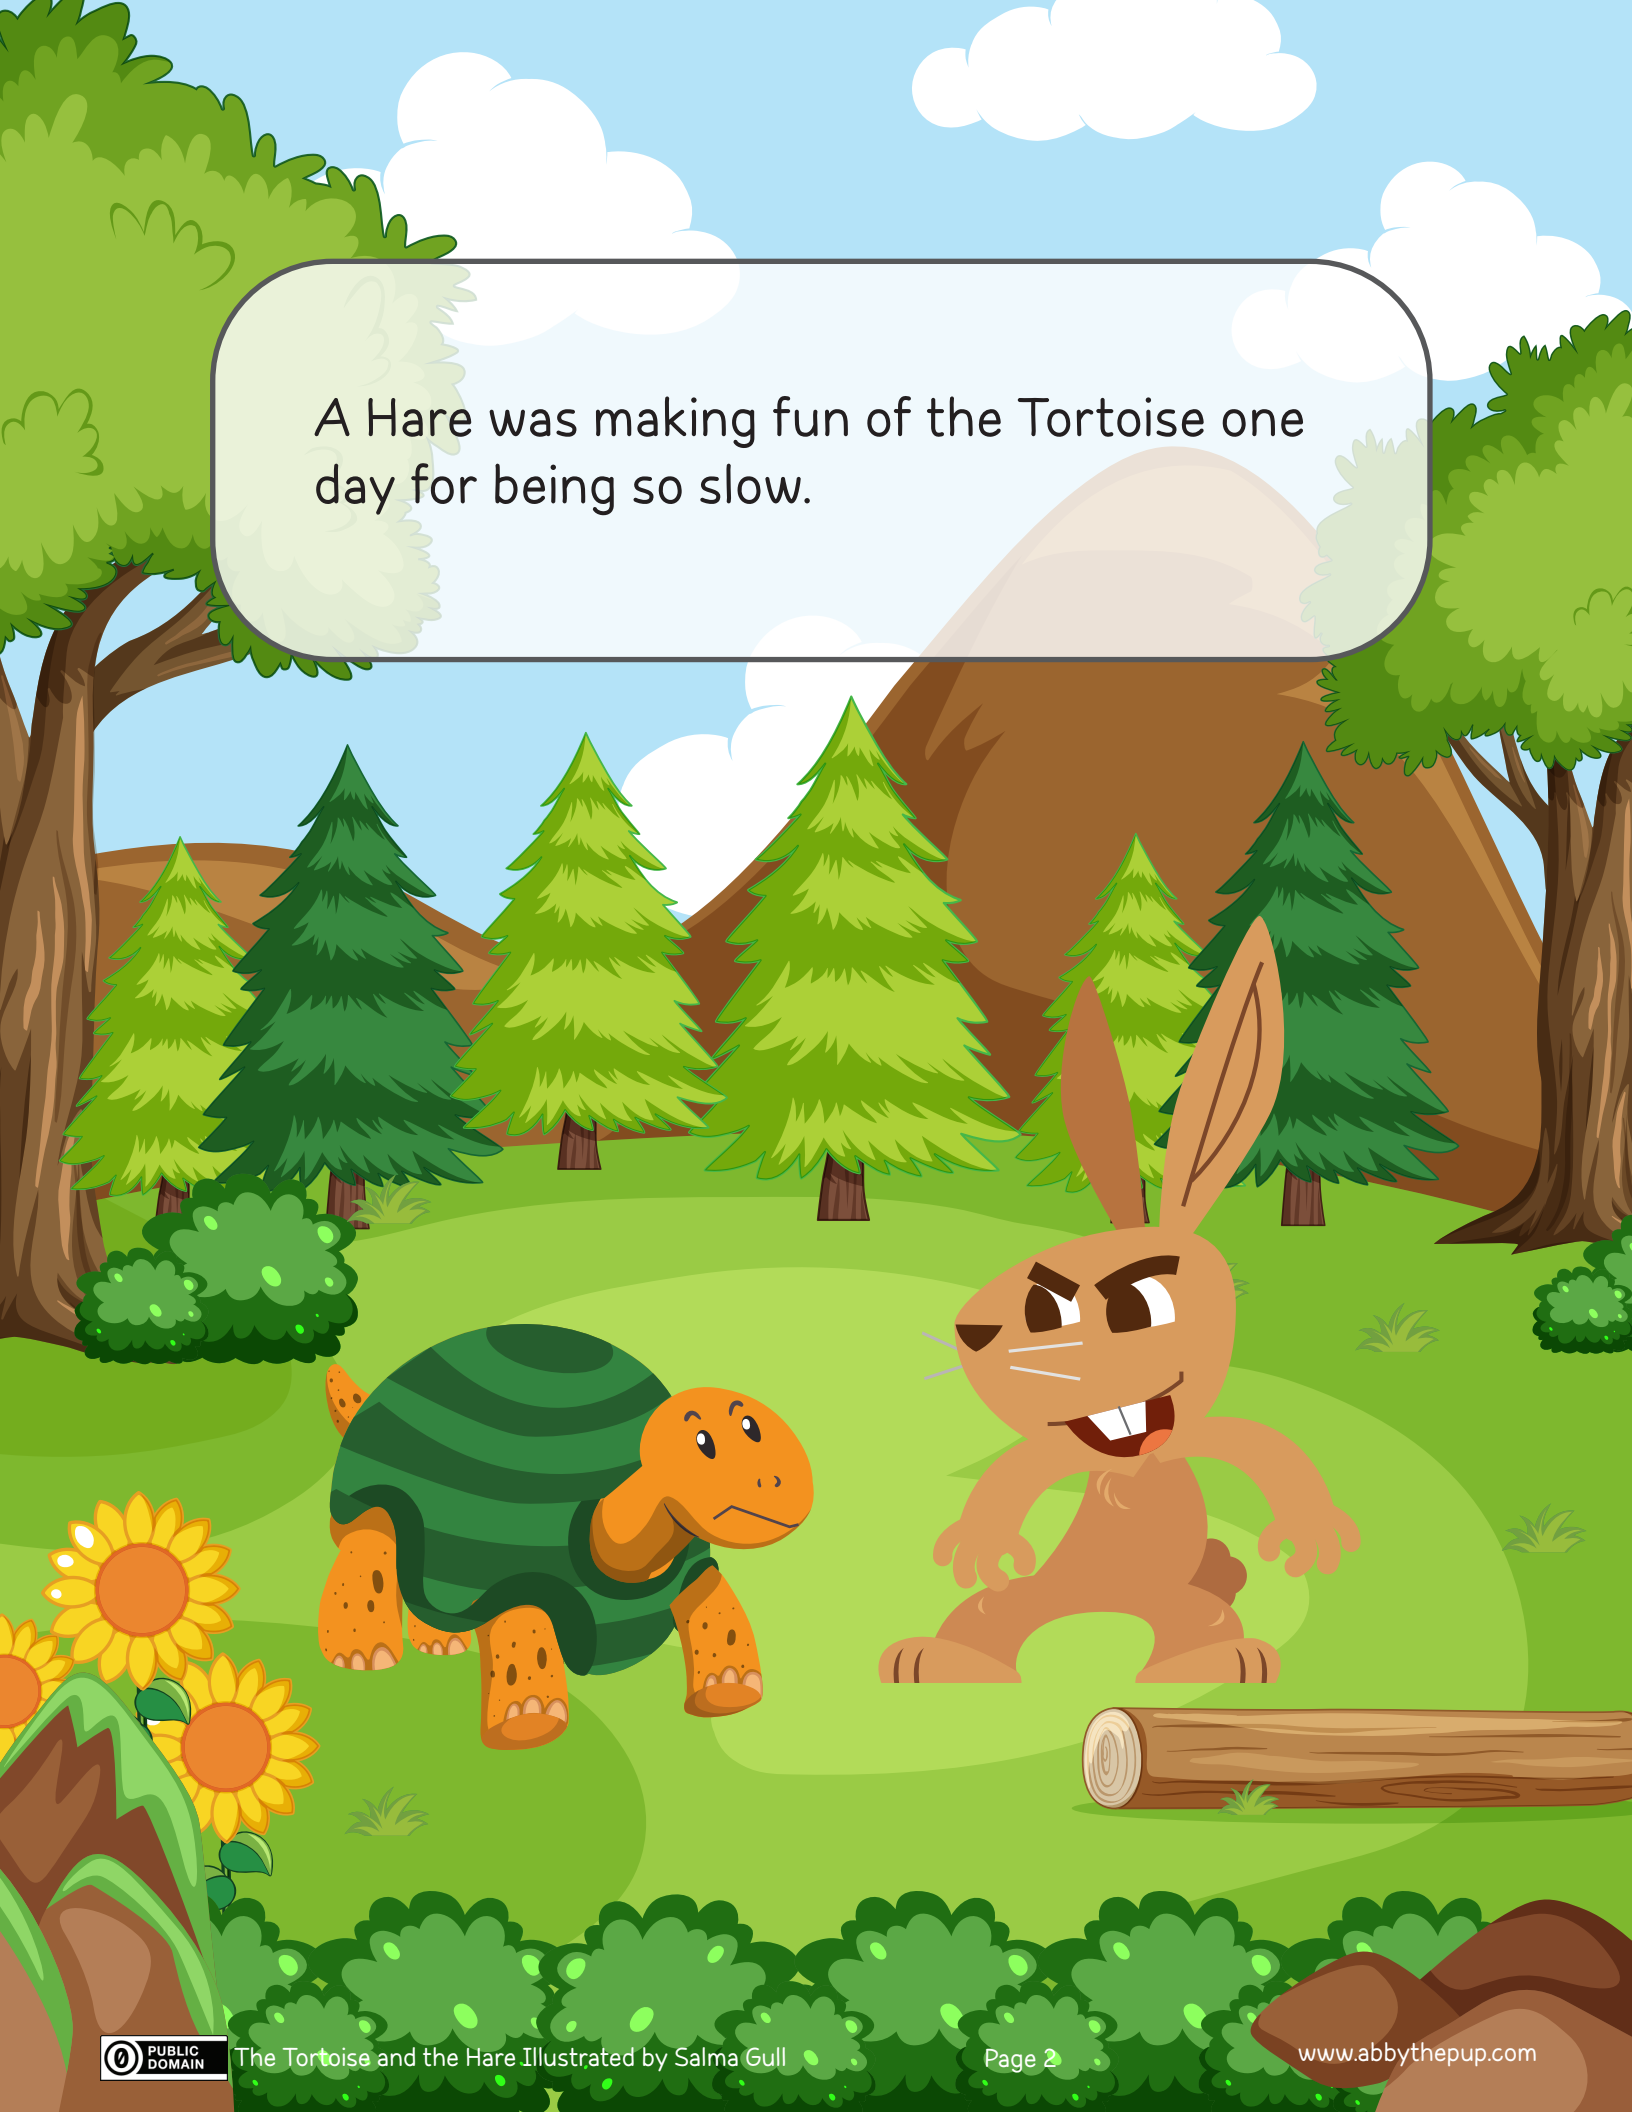 A Hare was making fun of the Tortoise one
day for being so slow.
PUBLIC
DOMAIN
The Tortoise and the Hare Illustrated by Salma Gull
Page 2
www.abbythepup.com